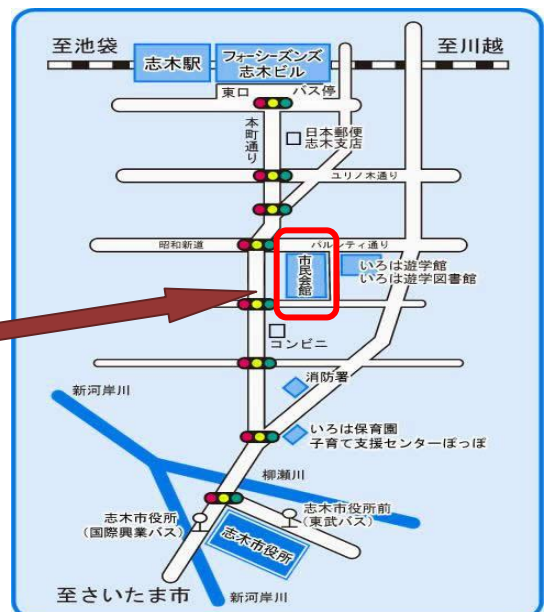 至池袋
志木駅
フォーシーズンズ
志木ビル
至川越
東口
バス停
本町通り
日本郵便
志木支店
ユリノ木通り
昭和新道
パルシティ通り
市民会館
いろは遊学館
いろは遊学図書館
コンビニ
消防署
新河岸川
いろは保育園
子育て支援センターぽっぽ
柳瀬川
志木市役所
(国際興業バス)
志木市役所前
(東武バス)
志木市役所
至さいたま市
新河岸川